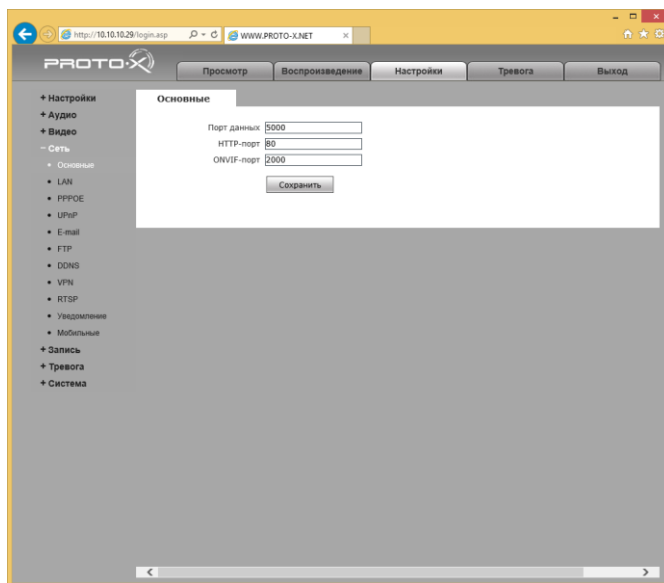 http://10.10.10.29/login.asp
WWW.PROTO-X.NET
PROTO-X
Просмотр
Воспроизведение
Настройки
Тревога
Выход
+ Настройки
+ Аудио
+ Видео
− Сеть
• Основные
• LAN
• PPPOE
• UPnP
• E-mail
• FTP
• DDNS
• VPN
• RTSP
• Уведомление
• Мобильные
+ Запись
+ Тревога
+ Система
Основные
Порт данных 5000
HTTP-порт 80
ONVIF-порт 2000
Сохранить